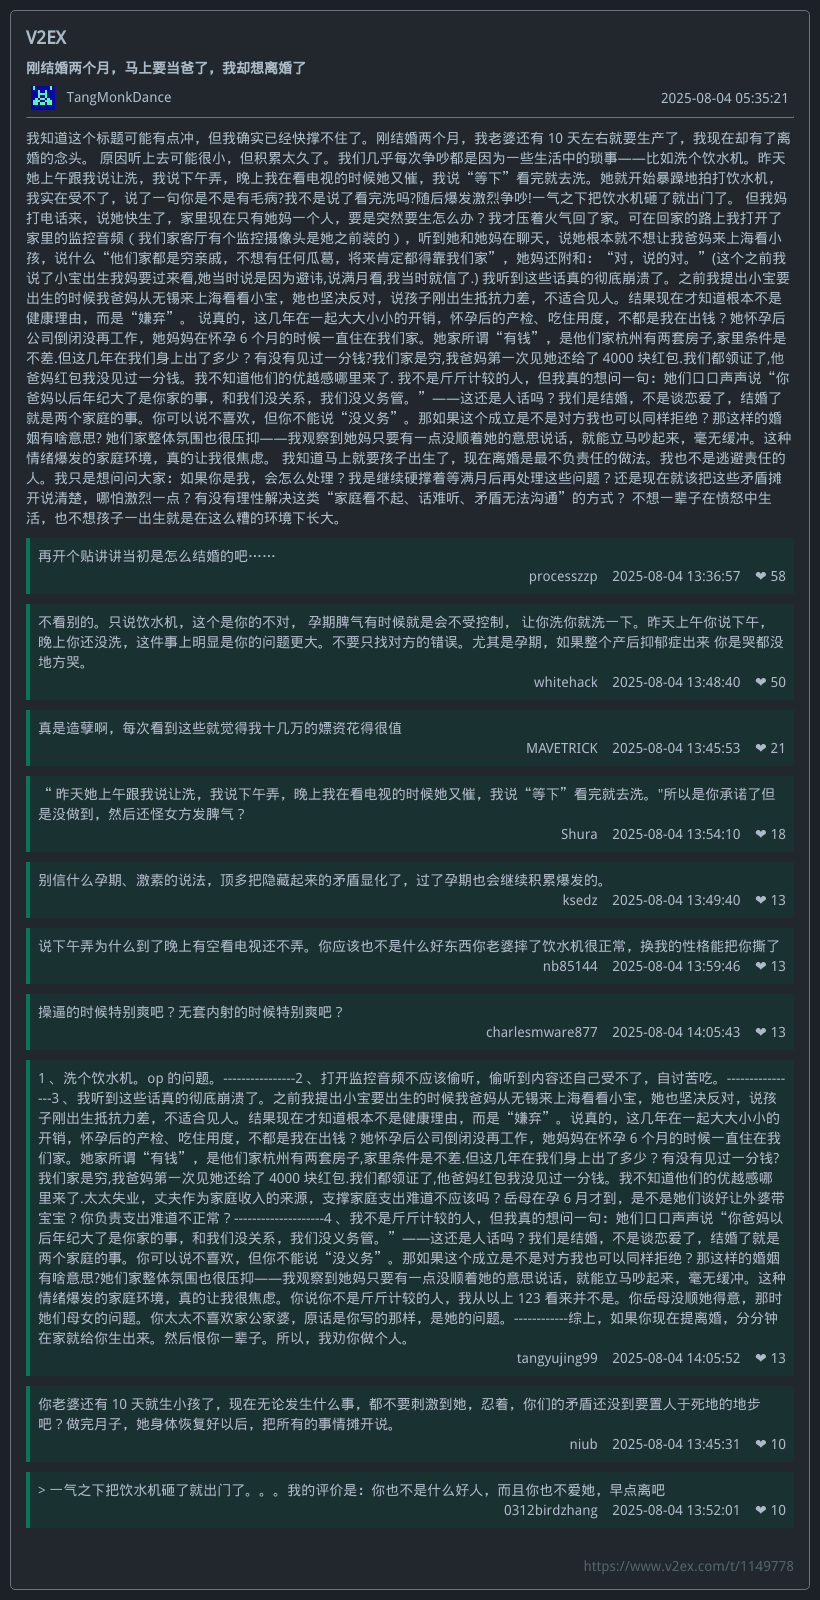 V2EX
刚结婚两个月，马上要当爸了，我却想离婚了
TangMonkDance
2025-08-04 05:35:21
我知道这个标题可能有点冲，但我确实已经快撑不住了。刚结婚两个月，我老婆还有 10 天左右就要生产了，我现在却有了离
婚的念头。 原因听上去可能很小，但积累太久了。我们几乎每次争吵都是因为一些生活中的琐事——比如洗个饮水机。昨天
她上午跟我说让洗，我说下午弄，晚上我在看电视的时候她又催，我说“等下”看完就去洗。她就开始暴躁地拍打饮水机，
我实在受不了，说了一句你是不是有毛病?我不是说了看完洗吗?随后爆发激烈争吵!一气之下把饮水机砸了就出门了。 但我妈
打电话来，说她快生了，家里现在只有她妈一个人，要是突然要生怎么办？我才压着火气回了家。可在回家的路上我打开了
家里的监控音频（我们家客厅有个监控摄像头是她之前装的），听到她和她妈在聊天，说她根本就不想让我爸妈来上海看小
孩，说什么“他们家都是穷亲戚，不想有任何瓜葛，将来肯定都得靠我们家”，她妈还附和：“对，说的对。”(这个之前我
说了小宝出生我妈要过来看,她当时说是因为避讳,说满月看,我当时就信了.) 我听到这些话真的彻底崩溃了。之前我提出小宝要
出生的时候我爸妈从无锡来上海看看小宝，她也坚决反对，说孩子刚出生抵抗力差，不适合见人。结果现在才知道根本不是
健康理由，而是“嫌弃”。 说真的，这几年在一起大大小小的开销，怀孕后的产检、吃住用度，不都是我在出钱？她怀孕后
公司倒闭没再工作，她妈妈在怀孕 6 个月的时候一直住在我们家。她家所谓“有钱”，是他们家杭州有两套房子,家里条件是
不差.但这几年在我们身上出了多少？有没有见过一分钱?我们家是穷,我爸妈第一次见她还给了 4000 块红包.我们都领证了,他
爸妈红包我没见过一分钱。我不知道他们的优越感哪里来了. 我不是斤斤计较的人，但我真的想问一句：她们口口声声说“你
爸妈以后年纪大了是你家的事，和我们没关系，我们没义务管。”——这还是人话吗？我们是结婚，不是谈恋爱了，结婚了
就是两个家庭的事。你可以说不喜欢，但你不能说“没义务”。那如果这个成立是不是对方我也可以同样拒绝？那这样的婚
姻有啥意思? 她们家整体氛围也很压抑——我观察到她妈只要有一点没顺着她的意思说话，就能立马吵起来，毫无缓冲。这种
情绪爆发的家庭环境，真的让我很焦虑。 我知道马上就要孩子出生了，现在离婚是最不负责任的做法。我也不是逃避责任的
人。我只是想问问大家：如果你是我，会怎么处理？我是继续硬撑着等满月后再处理这些问题？还是现在就该把这些矛盾摊
开说清楚，哪怕激烈一点？有没有理性解决这类“家庭看不起、话难听、矛盾无法沟通”的方式？ 不想一辈子在愤怒中生
活，也不想孩子一出生就是在这么糟的环境下长大。
再开个贴讲讲当初是怎么结婚的吧……
processzzp 2025-08-04 13:36:57 ❤ 58
不看别的。只说饮水机，这个是你的不对， 孕期脾气有时候就是会不受控制， 让你洗你就洗一下。昨天上午你说下午，
晚上你还没洗，这件事上明显是你的问题更大。不要只找对方的错误。尤其是孕期，如果整个产后抑郁症出来 你是哭都没
地方哭。
whitehack 2025-08-04 13:48:40 ❤ 50
真是造孽啊，每次看到这些就觉得我十几万的嫖资花得很值
MAVETRICK 2025-08-04 13:45:53 ❤ 21
“ 昨天她上午跟我说让洗，我说下午弄，晚上我在看电视的时候她又催，我说“等下”看完就去洗。"所以是你承诺了但
是没做到，然后还怪女方发脾气？
Shura 2025-08-04 13:54:10 ❤ 18
别信什么孕期、激素的说法，顶多把隐藏起来的矛盾显化了，过了孕期也会继续积累爆发的。
ksedz 2025-08-04 13:49:40 ❤ 13
说下午弄为什么到了晚上有空看电视还不弄。你应该也不是什么好东西你老婆摔了饮水机很正常，换我的性格能把你撕了
nb85144 2025-08-04 13:59:46 ❤ 13
操逼的时候特别爽吧？无套内射的时候特别爽吧？
charlesmware877 2025-08-04 14:05:43 ❤ 13
1 、洗个饮水机。op 的问题。----------------2 、打开监控音频不应该偷听，偷听到内容还自己受不了，自讨苦吃。---------------
---3 、我听到这些话真的彻底崩溃了。之前我提出小宝要出生的时候我爸妈从无锡来上海看看小宝，她也坚决反对，说孩
子刚出生抵抗力差，不适合见人。结果现在才知道根本不是健康理由，而是“嫌弃”。说真的，这几年在一起大大小小的
开销，怀孕后的产检、吃住用度，不都是我在出钱？她怀孕后公司倒闭没再工作，她妈妈在怀孕 6 个月的时候一直住在我
们家。她家所谓“有钱”，是他们家杭州有两套房子,家里条件是不差.但这几年在我们身上出了多少？有没有见过一分钱?
我们家是穷,我爸妈第一次见她还给了 4000 块红包.我们都领证了,他爸妈红包我没见过一分钱。我不知道他们的优越感哪
里来了.太太失业，丈夫作为家庭收入的来源，支撑家庭支出难道不应该吗？岳母在孕 6 月才到，是不是她们谈好让外婆带
宝宝？你负责支出难道不正常？--------------------4 、我不是斤斤计较的人，但我真的想问一句：她们口口声声说“你爸妈以
后年纪大了是你家的事，和我们没关系，我们没义务管。”——这还是人话吗？我们是结婚，不是谈恋爱了，结婚了就是
两个家庭的事。你可以说不喜欢，但你不能说“没义务”。那如果这个成立是不是对方我也可以同样拒绝？那这样的婚姻
有啥意思?她们家整体氛围也很压抑——我观察到她妈只要有一点没顺着她的意思说话，就能立马吵起来，毫无缓冲。这种
情绪爆发的家庭环境，真的让我很焦虑。你说你不是斤斤计较的人，我从以上 123 看来并不是。你岳母没顺她得意，那时
她们母女的问题。你太太不喜欢家公家婆，原话是你写的那样，是她的问题。------------综上，如果你现在提离婚，分分钟
在家就给你生出来。然后恨你一辈子。所以，我劝你做个人。
tangyujing99 2025-08-04 14:05:52 ❤ 13
你老婆还有 10 天就生小孩了，现在无论发生什么事，都不要刺激到她，忍着，你们的矛盾还没到要置人于死地的地步
吧？做完月子，她身体恢复好以后，把所有的事情摊开说。
niub 2025-08-04 13:45:31 ❤ 10
> 一气之下把饮水机砸了就出门了。。。我的评价是：你也不是什么好人，而且你也不爱她，早点离吧
0312birdzhang 2025-08-04 13:52:01 ❤ 10
https://www.v2ex.com/t/1149778